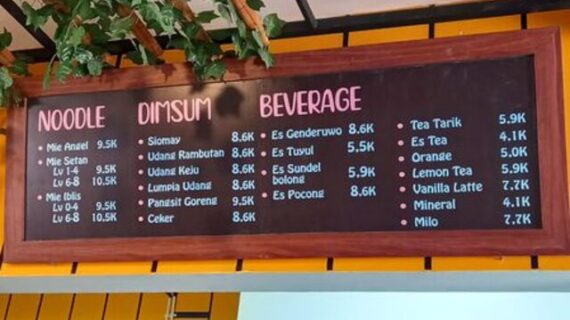 NOODLE
Mie Angel 9.5K
Mie Setan
Lv 1-4 9.5K
Lv 6-8 10.5K
Mie Iblis
Lv 0-4 9.5K
Lv 6-8 10.5K
DIMSUM
Siomay 8.6K
Udang Rambutan 8.6K
Udang Keju 8.6K
Lumpia Udang 8.6K
Pangsit Goreng 9.5K
Ceker 8.6K
BEVERAGE
Es Genderuwo 8.6K
Es Tuyul 5.5K
Es Sundel
bolong 5.9K
Es Pocong 8.6K
Tea Tarik 5.9K
Es Tea 4.1K
Orange 5.0K
Lemon Tea 5.9K
Vanilla Latte 7.7K
Mineral 4.1K
Milo 7.7K